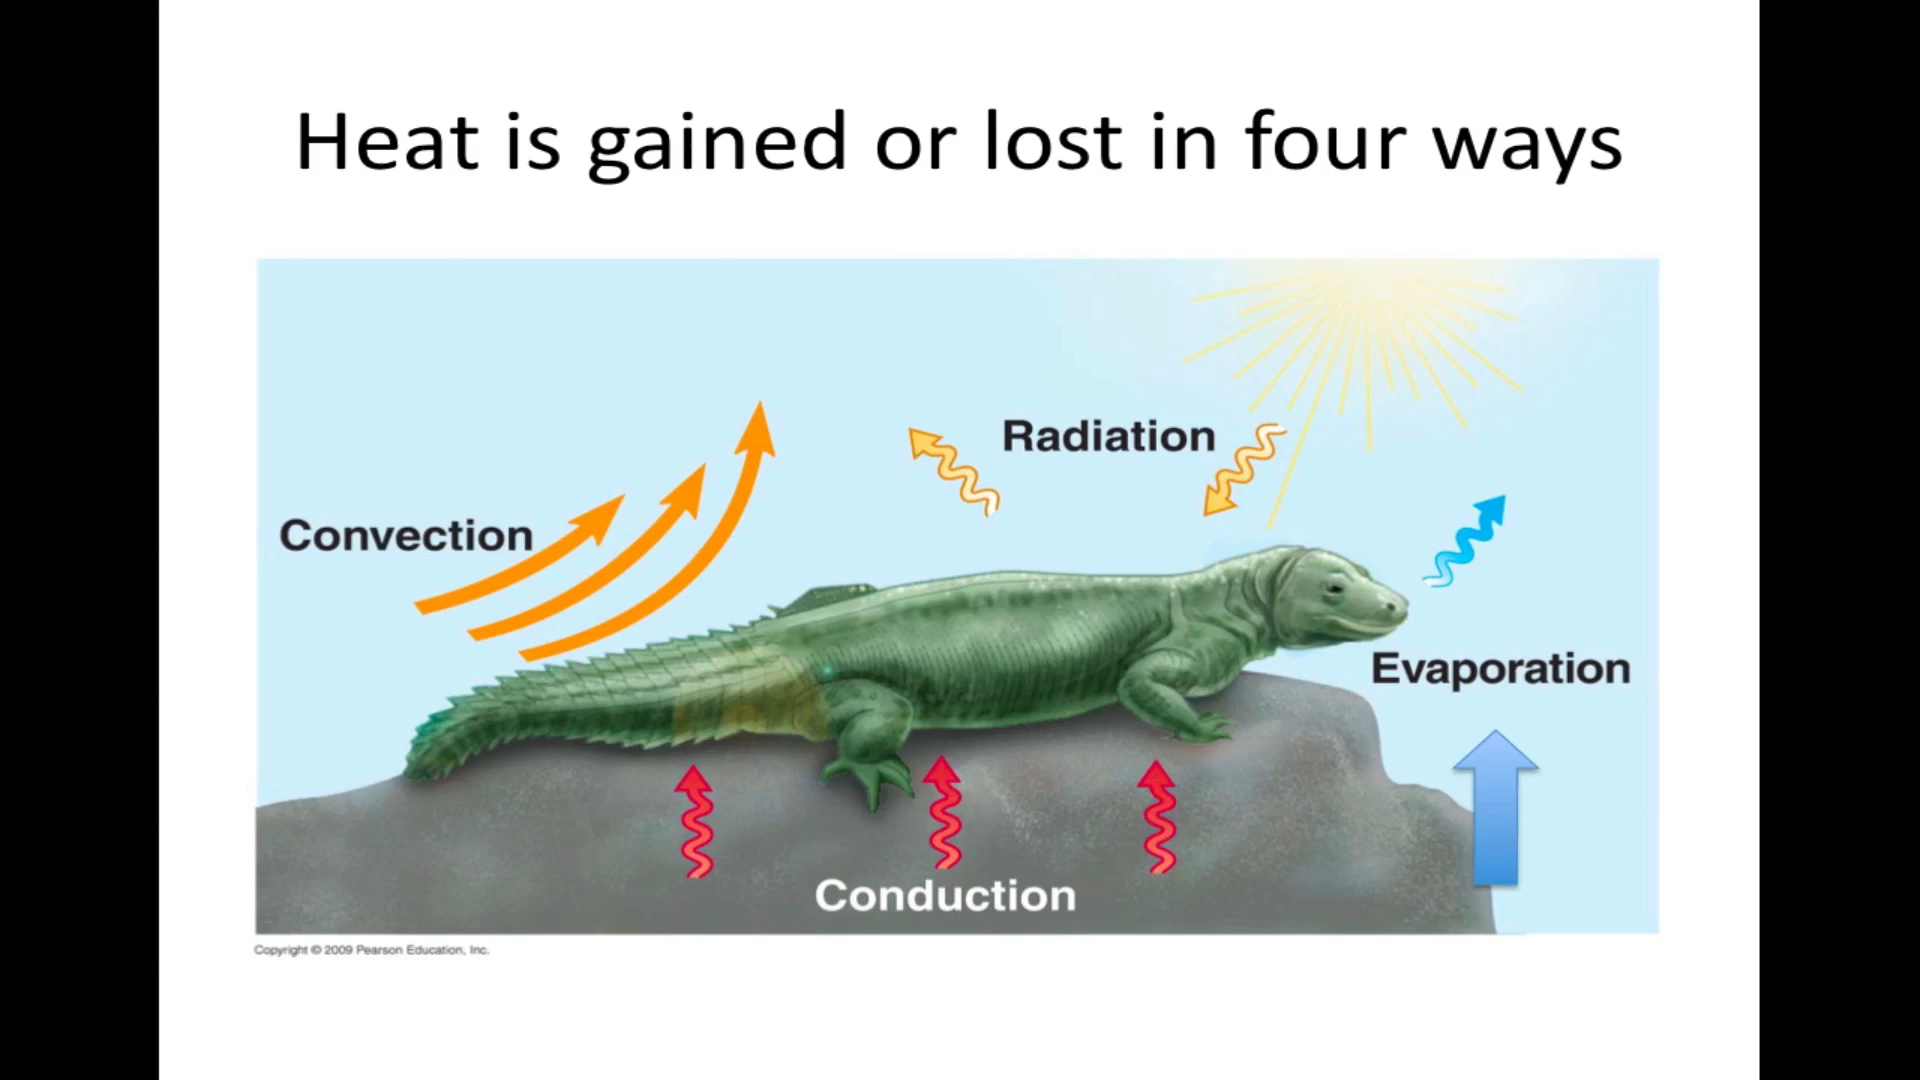 Heat is gained or lost in four ways
Radiation
Convection
Evaporation
Conduction
Copyright © 2009 Pearson Education, Inc.